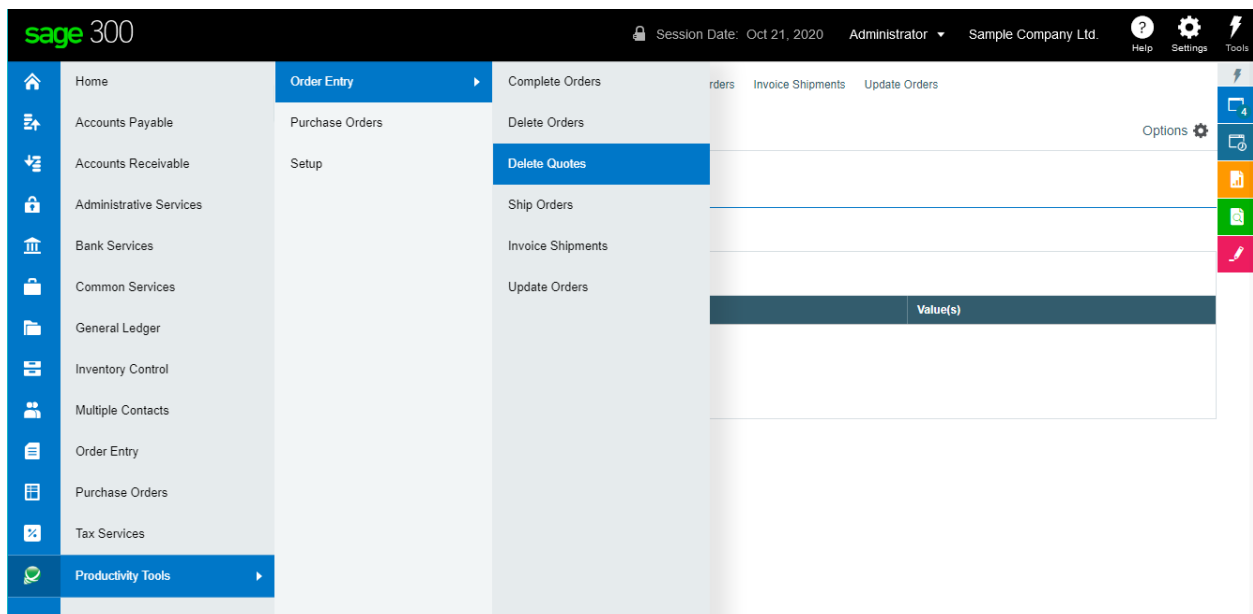 sage 300
Session Date: Oct 21, 2020
Administrator
Sample Company Ltd.
Help
Settings
Tools
Home
Accounts Payable
Accounts Receivable
Administrative Services
Bank Services
Common Services
General Ledger
Inventory Control
Multiple Contacts
Order Entry
Purchase Orders
Tax Services
Productivity Tools
Order Entry
Purchase Orders
Setup
Complete Orders
Delete Orders
Delete Quotes
Ship Orders
Invoice Shipments
Update Orders
rders Invoice Shipments Update Orders
Options
4
Value(s)